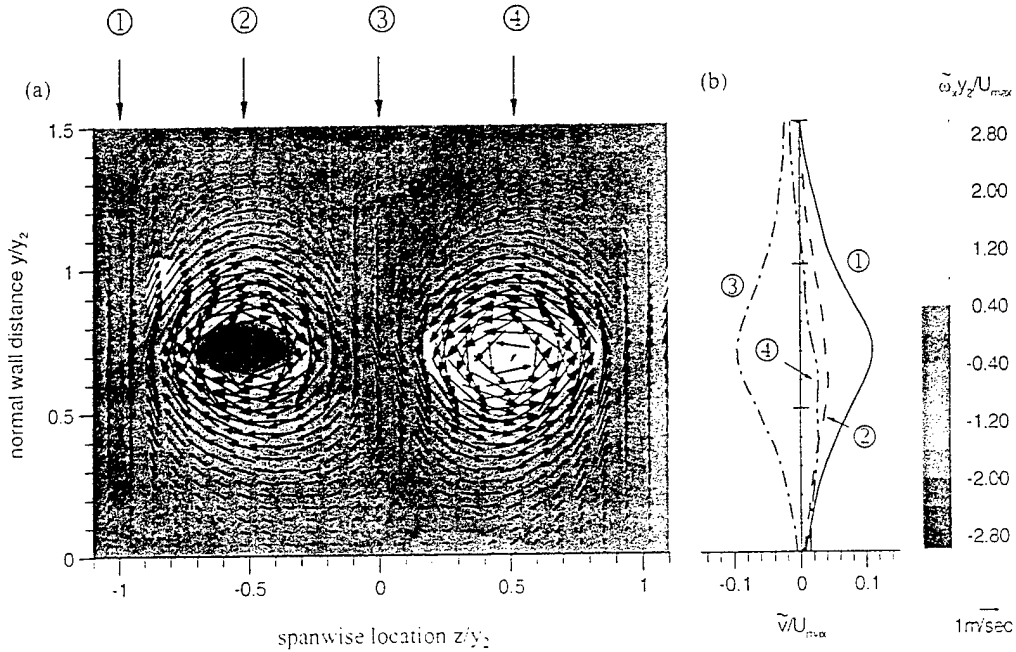 ① ② ③ ④
(a)
(b)
ω̃ₓy₂/Uₘₐₓ
normal wall distance y/y₂
1.5
1
0.5
0
-1 -0.5 0 0.5 1
spanwise location z/y₂
③
①
④
②
-0.1 0 0.1
ṽ/Uₘₐₓ
2.80
2.00
1.20
0.40
-0.40
-1.20
-2.00
-2.80
1m/sec